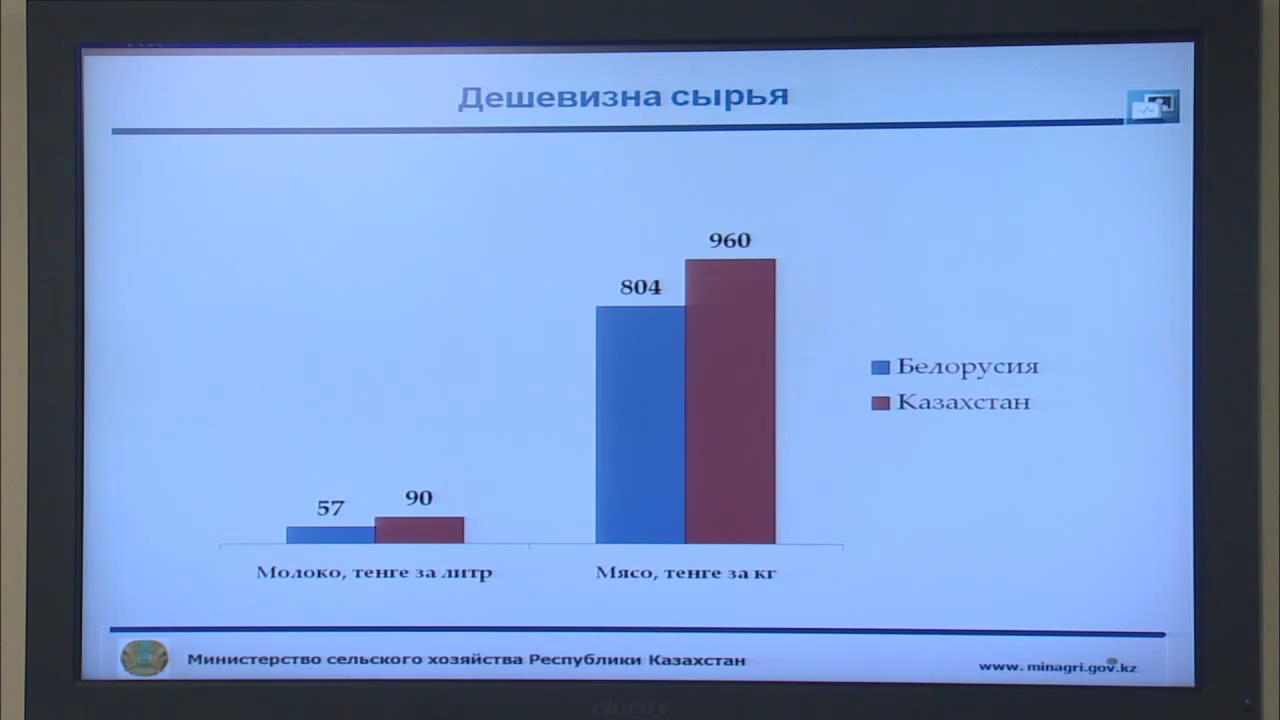 Дешевизна сырья
960
804
Белорусия
Казахстан
57
90
Молоко, тенге за литр
Мясо, тенге за кг
Министерство сельского хозяйства Республики Казахстан
www. minagri.gov.kz
clarity